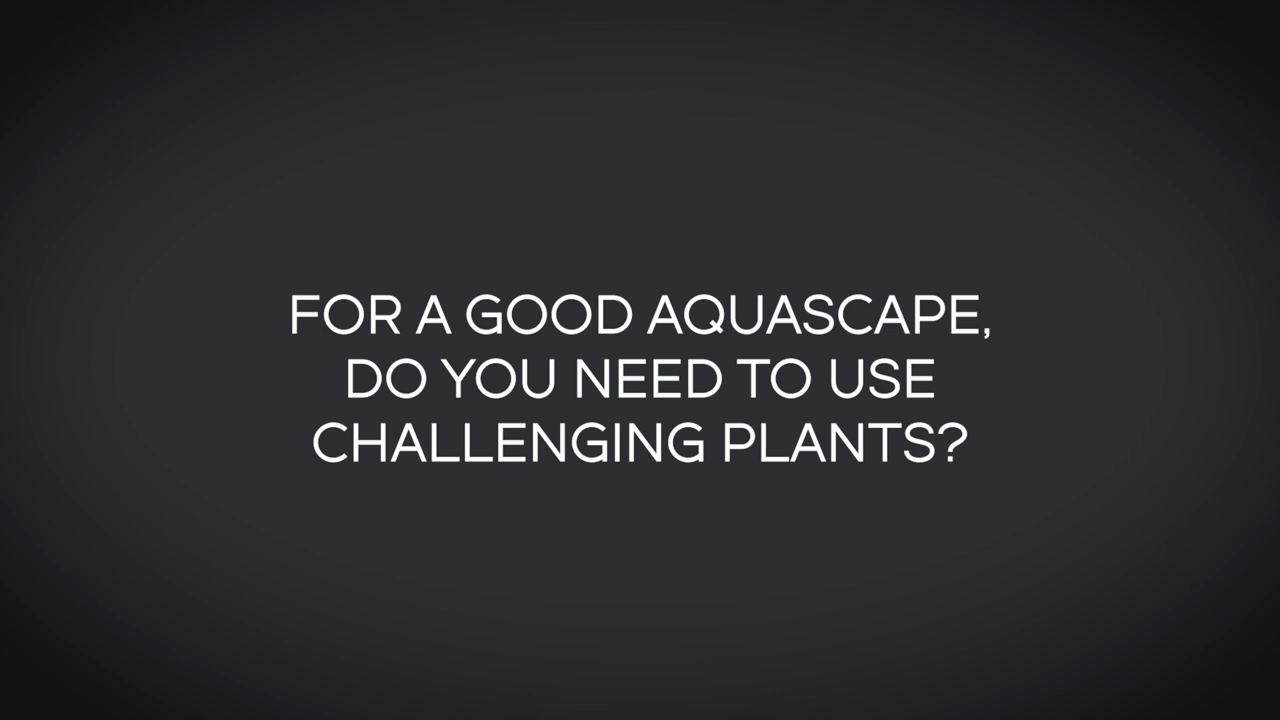 FOR A GOOD AQUASCAPE,
DO YOU NEED TO USE
CHALLENGING PLANTS?